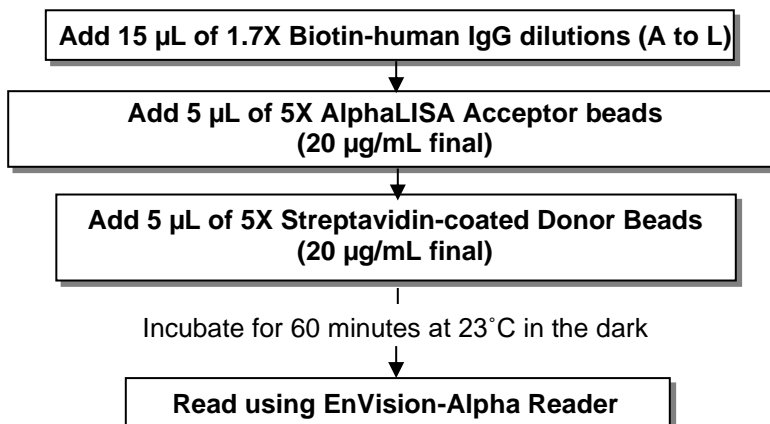 Add 15 µL of 1.7X Biotin-human IgG dilutions (A to L)
Add 5 µL of 5X AlphaLISA Acceptor beads
(20 µg/mL final)
Add 5 µL of 5X Streptavidin-coated Donor Beads
(20 µg/mL final)
Incubate for 60 minutes at 23˚C in the dark
Read using EnVision-Alpha Reader